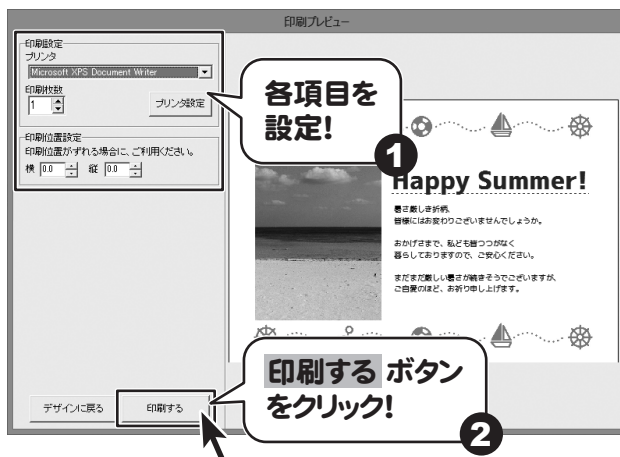 印刷プレビュー
印刷設定
プリンタ
Microsoft XPS Document Writer
印刷枚数
1
プリンタ設定
印刷位置設定
印刷位置がずれる場合に、ご利用ください。
横 0.0 縦 0.0
各項目を
設定!
1
Happy Summer!
暑さ厳しき折柄、
皆様にはお変わりございませんでしょうか。
おかげさまで、私ども皆つつがなく
暮らしておりますので、ご安心ください。
まだまだ厳しい暑さが続きそうでございますが、
ご自愛のほど、お祈り申し上げます。
デザインに戻る
印刷する
印刷する ボタン
をクリック!
2